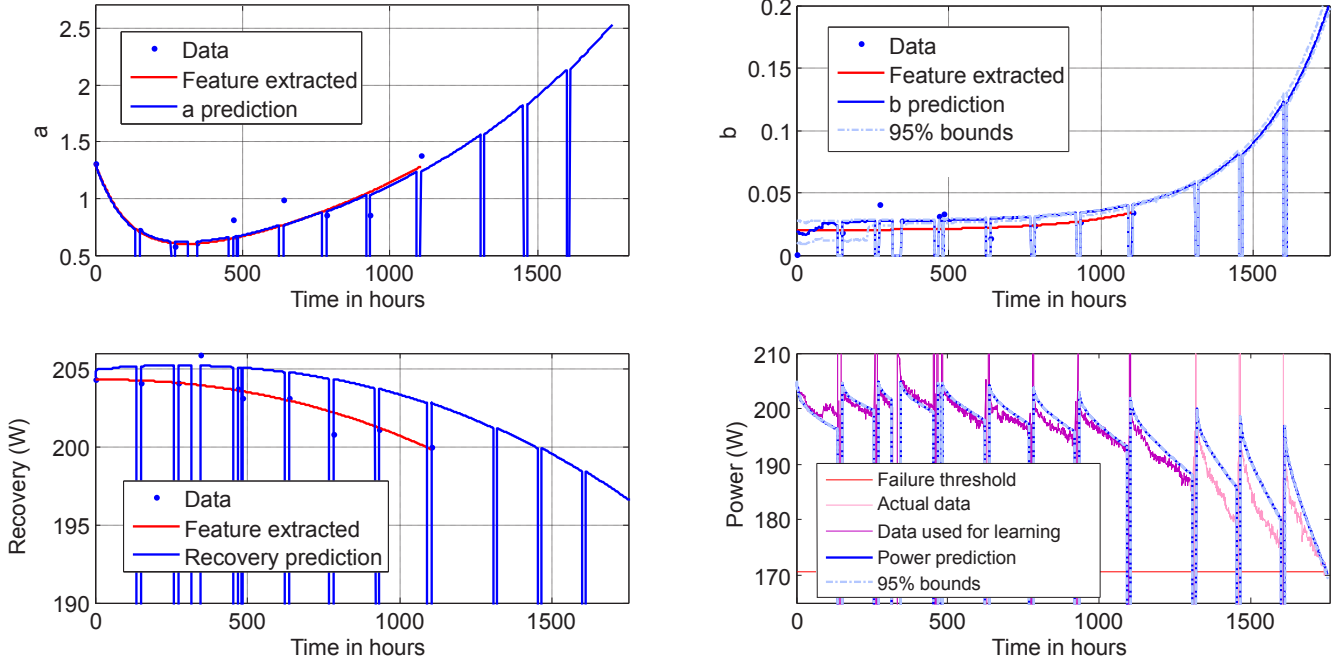 2.5
2
1.5
1
0.5
a
Data
Feature extracted
a prediction
0
500
1000
1500
Time in hours
0.2
0.15
0.1
0.05
0
b
Data
Feature extracted
b prediction
95% bounds
0
500
1000
1500
Time in hours
205
200
195
190
Recovery (W)
Data
Feature extracted
Recovery prediction
0
500
1000
1500
Time in hours
210
200
190
180
170
Power (W)
Failure threshold
Actual data
Data used for learning
Power prediction
95% bounds
0
500
1000
1500
Time in hours